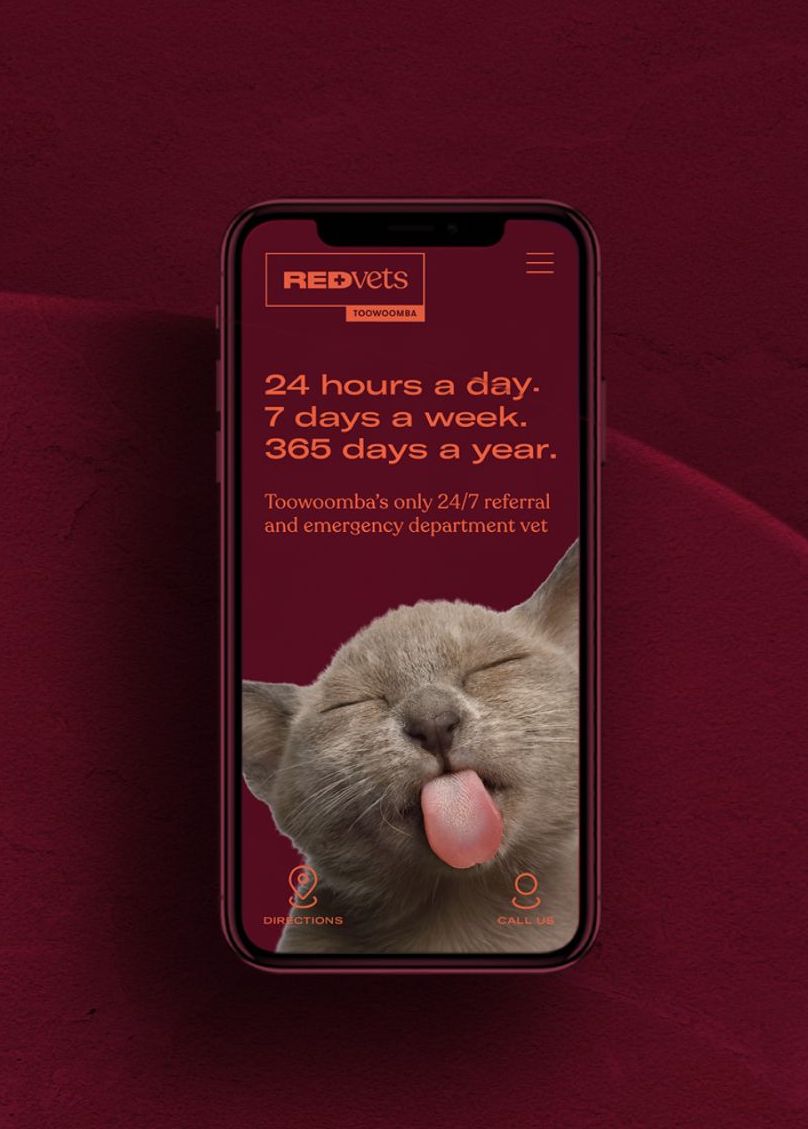 REDvets
TOOWOOMBA
24 hours a day.
7 days a week.
365 days a year.
Toowoomba’s only 24/7 referral
and emergency department vet
DIRECTIONS
CALL US